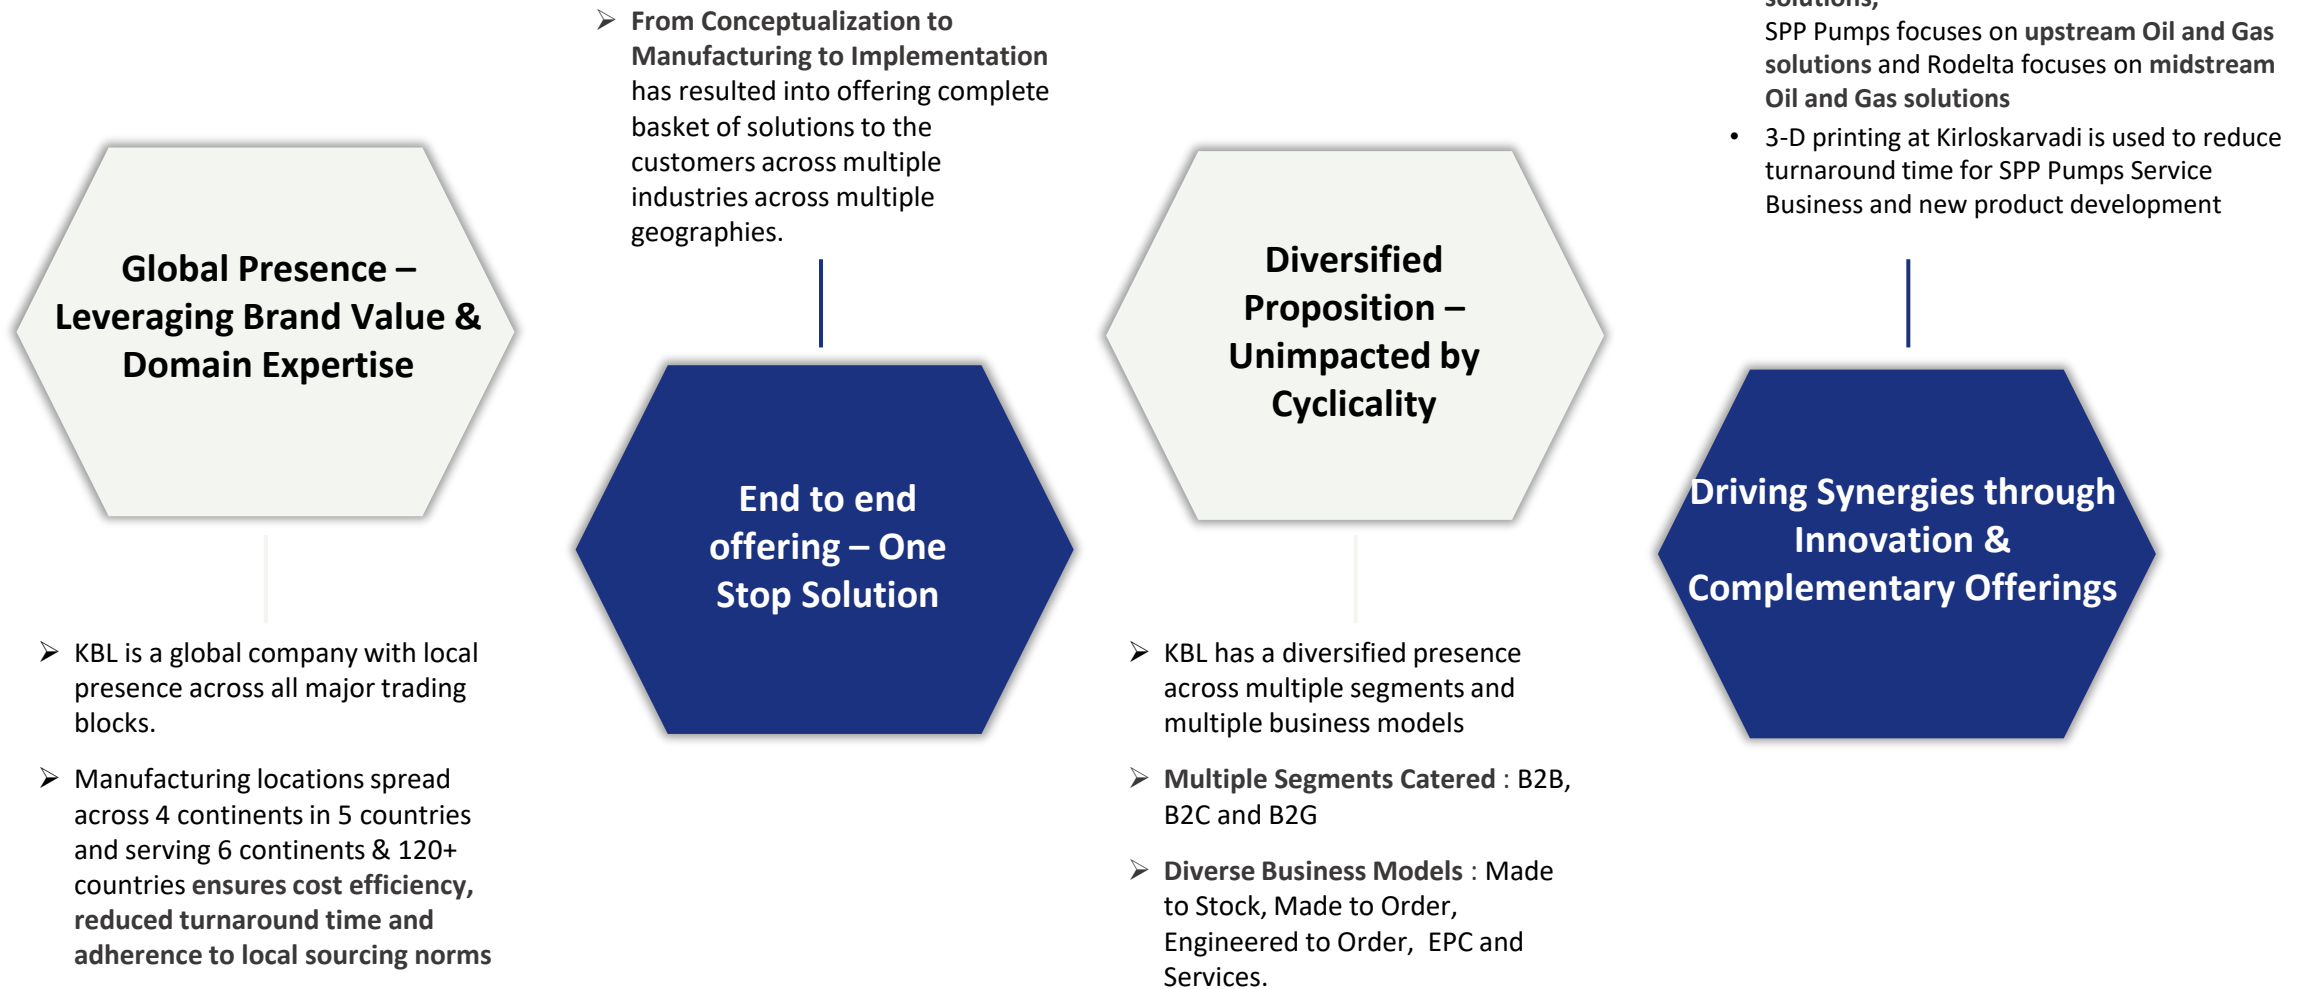 Global Presence –
Leveraging Brand Value &
Domain Expertise
➢ KBL is a global company with local
presence across all major trading
blocks.
➢ Manufacturing locations spread
across 4 continents in 5 countries
and serving 6 continents & 120+
countries ensures cost efficiency,
reduced turnaround time and
adherence to local sourcing norms
➢ From Conceptualization to
Manufacturing to Implementation
has resulted into offering complete
basket of solutions to the
customers across multiple
industries across multiple
geographies.
End to end
offering – One
Stop Solution
Diversified
Proposition –
Unimpacted by
Cyclicality
➢ KBL has a diversified presence
across multiple segments and
multiple business models
➢ Multiple Segments Catered : B2B,
B2C and B2G
➢ Diverse Business Models : Made
to Stock, Made to Order,
Engineered to Order, EPC and
Services.
solutions,
SPP Pumps focuses on upstream Oil and Gas
solutions and Rodelta focuses on midstream
Oil and Gas solutions
• 3-D printing at Kirloskarvadi is used to reduce
turnaround time for SPP Pumps Service
Business and new product development
Driving Synergies through
Innovation &
Complementary Offerings